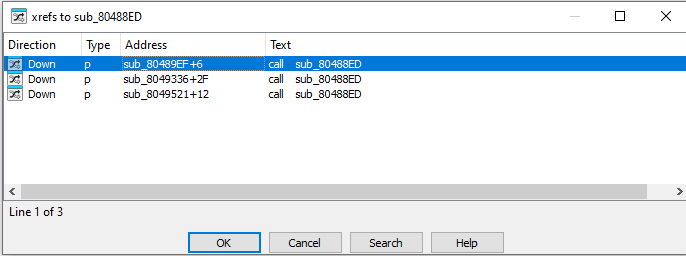 xrefs to sub_80488ED
Direction Type Address Text
Down p sub_80489EF+6 call sub_80488ED
Down p sub_8049336+2F call sub_80488ED
Down p sub_8049521+12 call sub_80488ED
Line 1 of 3
OK Cancel Search Help